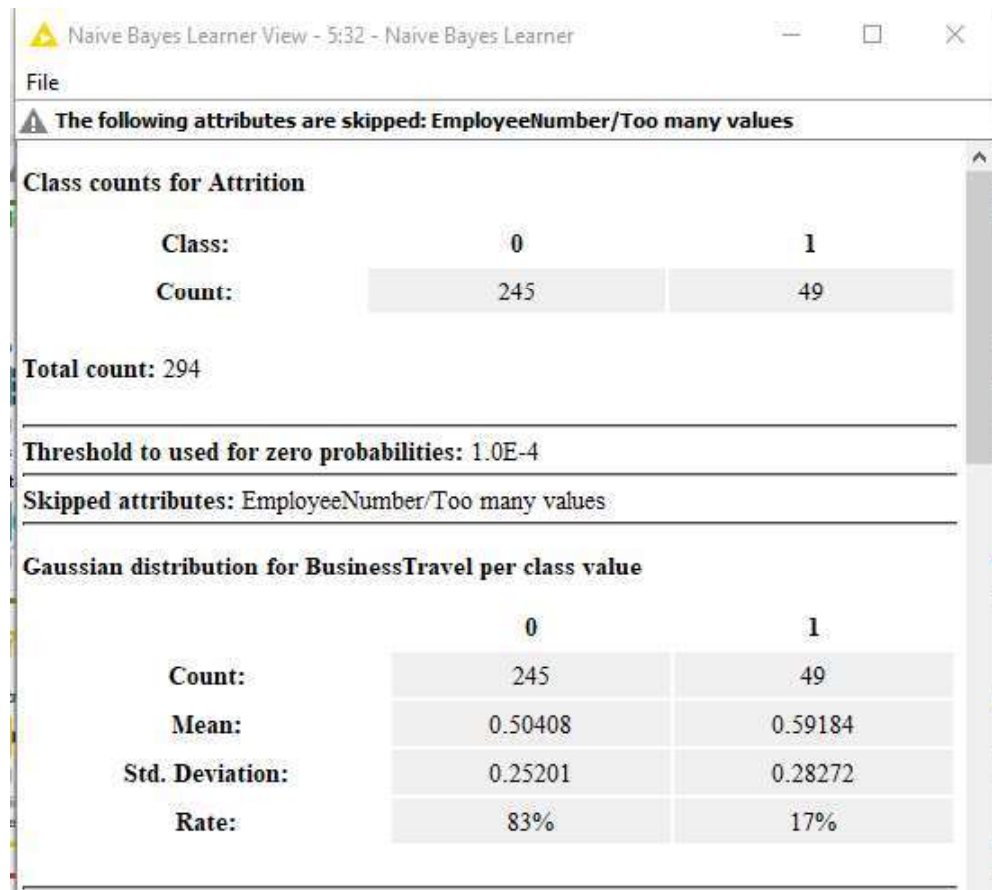 Naive Bayes Learner View - 5:32 - Naive Bayes Learner
File
The following attributes are skipped: EmployeeNumber/Too many values
Class counts for Attrition
Class: 0 1
Count: 245 49
Total count: 294
Threshold to used for zero probabilities: 1.0E-4
Skipped attributes: EmployeeNumber/Too many values
Gaussian distribution for BusinessTravel per class value
0 1
Count: 245 49
Mean: 0.50408 0.59184
Std. Deviation: 0.25201 0.28272
Rate: 83% 17%